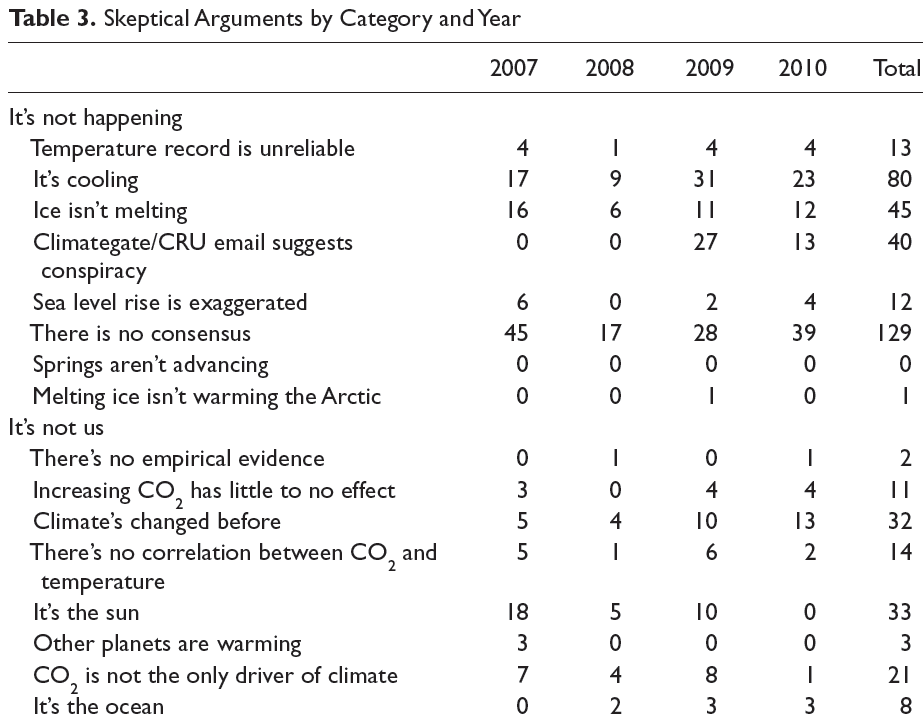 Table 3. Skeptical Arguments by Category and Year
2007 2008 2009 2010 Total
It's not happening
Temperature record is unreliable 4 1 4 4 13
It's cooling 17 9 31 23 80
Ice isn't melting 16 6 11 12 45
Climategate/CRU email suggests 0 0 27 13 40
conspiracy
Sea level rise is exaggerated 6 0 2 4 12
There is no consensus 45 17 28 39 129
Springs aren't advancing 0 0 0 0 0
Melting ice isn't warming the Arctic 0 0 1 0 1
It's not us
There's no empirical evidence 0 1 0 1 2
Increasing CO₂ has little to no effect 3 0 4 4 11
Climate's changed before 5 4 10 13 32
There's no correlation between CO₂ and 5 1 6 2 14
temperature
It's the sun 18 5 10 0 33
Other planets are warming 3 0 0 0 3
CO₂ is not the only driver of climate 7 4 8 1 21
It's the ocean 0 2 3 3 8